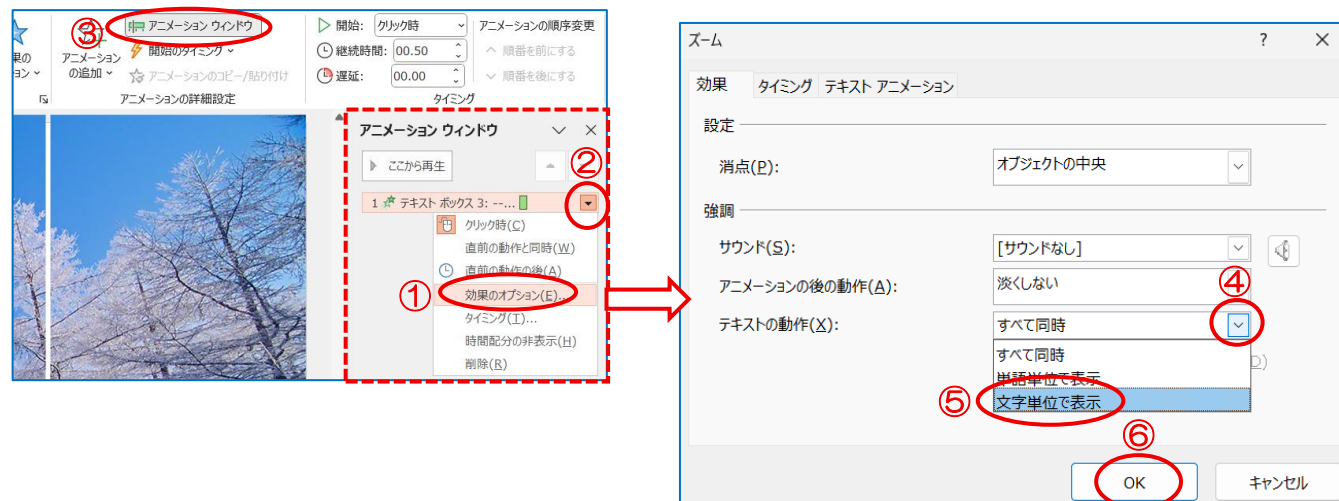 ③
アニメーション ウィンドウ
開始: クリック時
アニメーションの順序変更
果の
ョン
アニメーション
の追加
開始のタイミング
継続時間: 00.50
順番を前にする
アニメーションのコピー/貼り付け
遅延: 00.00
順番を後にする
アニメーションの詳細設定
タイミング
アニメーション ウィンドウ
ここから再生
②
1 テキスト ボックス 3: --...
クリック時(C)
直前の動作と同時(W)
直前の動作の後(A)
①
効果のオプション(E)...
タイミング(T)...
時間配分の非表示(H)
削除(R)
ズーム
?
効果 タイミング テキスト アニメーション
設定
消点(P): オブジェクトの中央
強調
サウンド(S): [サウンドなし]
アニメーションの後の動作(A): 淡くしない
④
テキストの動作(X): すべて同時
すべて同時
単語単位で表示
⑤
文字単位で表示
⑥
OK キャンセル